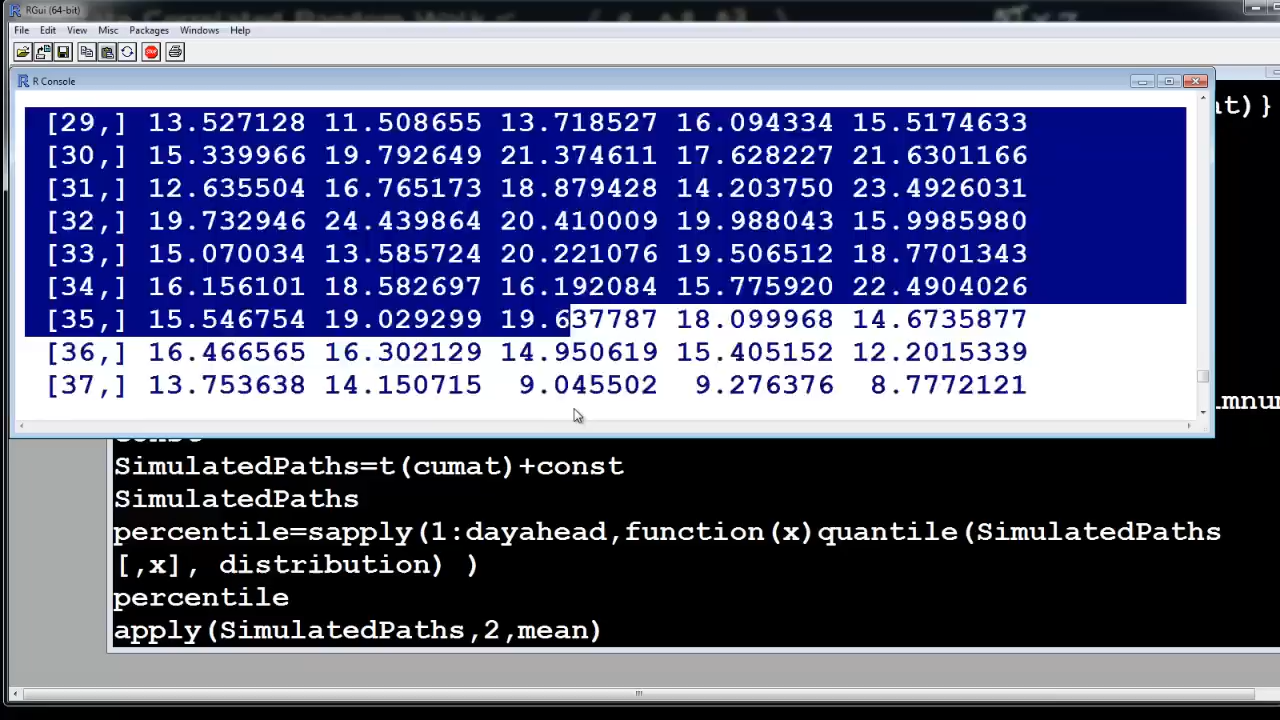 RGui (64-bit)
File Edit View Misc Packages Windows Help
STOP
R Console
[29,] 13.527128 11.508655 13.718527 16.094334 15.5174633
[30,] 15.339966 19.792649 21.374611 17.628227 21.6301166
[31,] 12.635504 16.765173 18.879428 14.203750 23.4926031
[32,] 19.732946 24.439864 20.410009 19.988043 15.9985980
[33,] 15.070034 13.585724 20.221076 19.506512 18.7701343
[34,] 16.156101 18.582697 16.192084 15.775920 22.4904026
[35,] 15.546754 19.029299 19.637787 18.099968 14.6735877
[36,] 16.466565 16.302129 14.950619 15.405152 12.2015339
[37,] 13.753638 14.150715 9.045502 9.276376 8.7772121
nt)}
mnum
SimulatedPaths=t(cumat)+const
SimulatedPaths
percentile=sapply(1:dayahead,function(x)quantile(SimulatedPaths
[,x], distribution) )
percentile
apply(SimulatedPaths,2,mean)